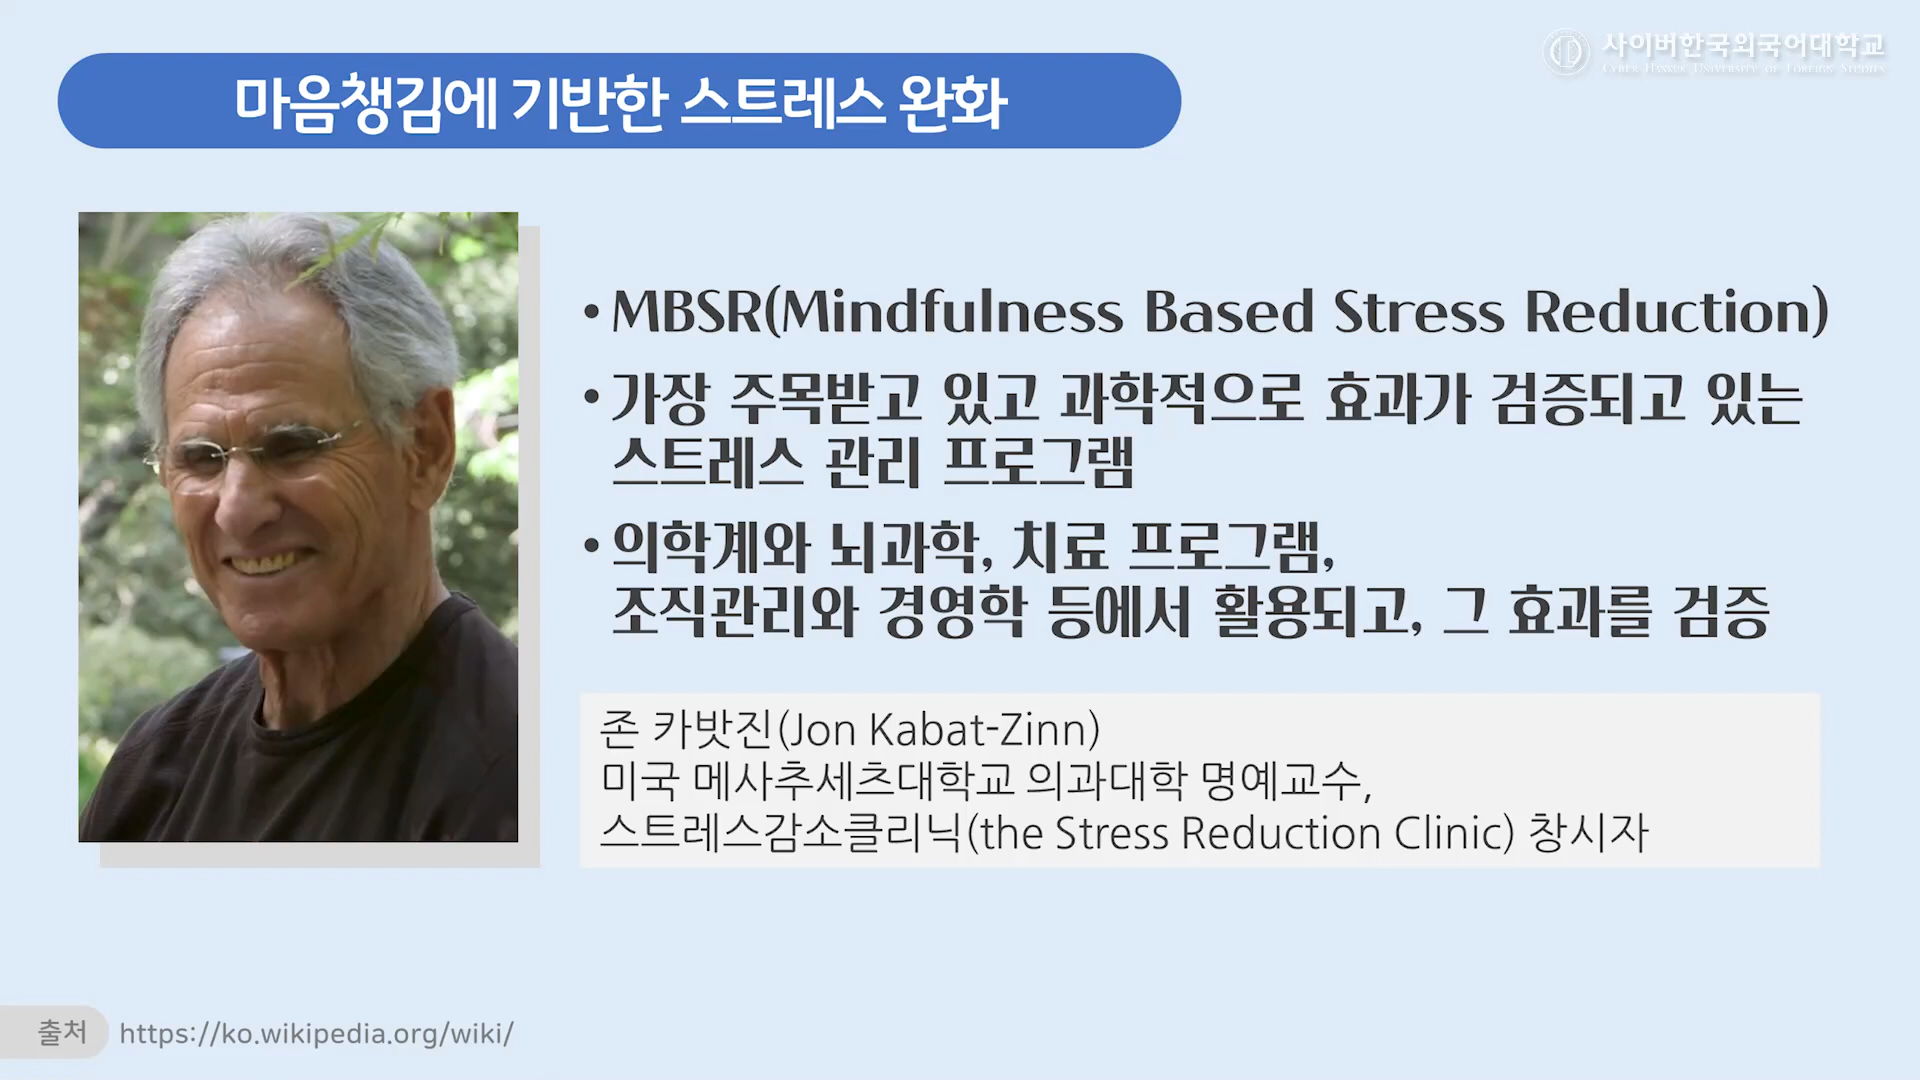 사이버한국외국어대학교
CYBER HANKUK UNIVERSITY OF FOREIGN STUDIES
마음챙김에 기반한 스트레스 완화
• MBSR(Mindfulness Based Stress Reduction)
• 가장 주목받고 있고 과학적으로 효과가 검증되고 있는
스트레스 관리 프로그램
• 의학계와 뇌과학, 치료 프로그램,
조직관리와 경영학 등에서 활용되고, 그 효과를 검증
존 카밧진(Jon Kabat-Zinn)
미국 메사추세츠대학교 의과대학 명예교수,
스트레스감소클리닉(the Stress Reduction Clinic) 창시자
출처 https://ko.wikipedia.org/wiki/